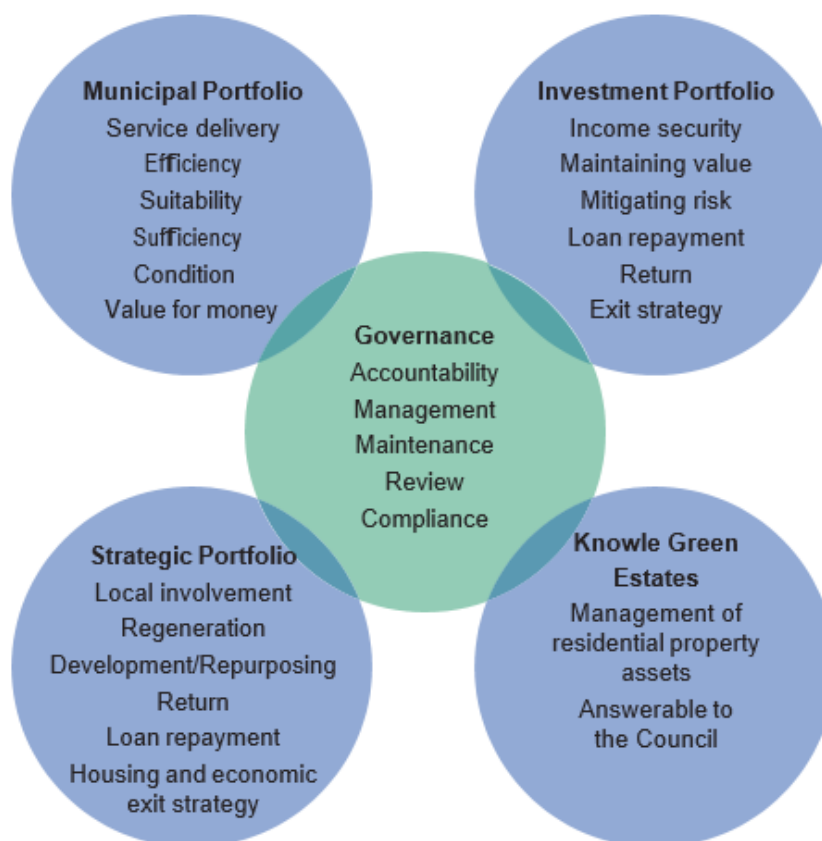 Municipal Portfolio
Service delivery
Efficiency
Suitability
Sufficiency
Condition
Value for money
Investment Portfolio
Income security
Maintaining value
Mitigating risk
Loan repayment
Return
Exit strategy
Governance
Accountability
Management
Maintenance
Review
Compliance
Strategic Portfolio
Local involvement
Regeneration
Development/Repurposing
Return
Loan repayment
Housing and economic
exit strategy
Knowle Green
Estates
Management of
residential property
assets
Answerable to
the Council